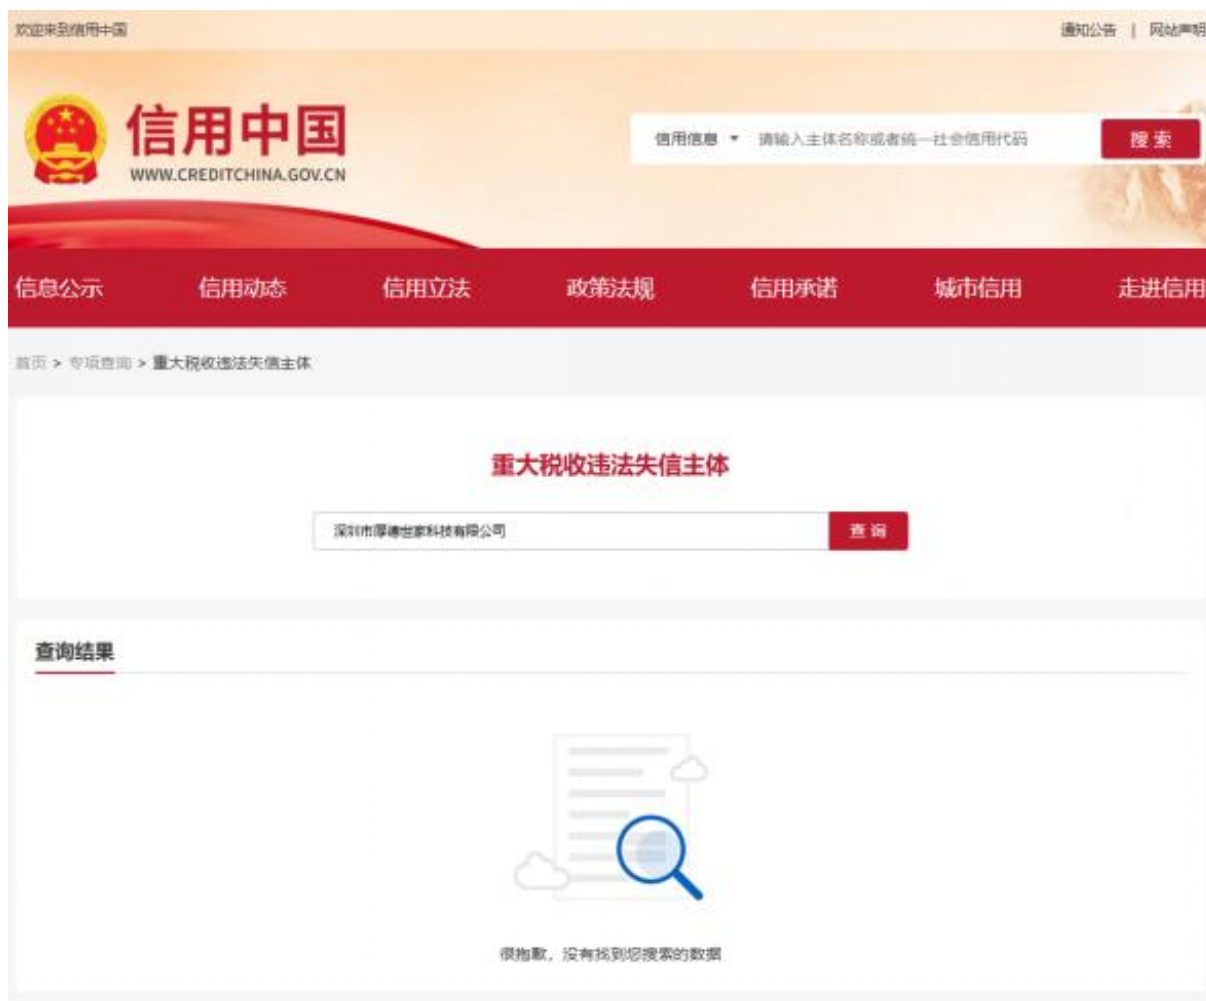 欢迎来到信用中国
通知公告 | 网站声明
信用中国
WWW.CREDITCHINA.GOV.CN
信用信息 请输入主体名称或者统一社会信用代码 搜索
信息公示 信用动态 信用立法 政策法规 信用承诺 城市信用 走进信用
首页 > 专项查询 > 重大税收违法失信主体
重大税收违法失信主体
深圳市厚德世家科技有限公司 查询
查询结果
很抱歉，没有找到您搜索的数据